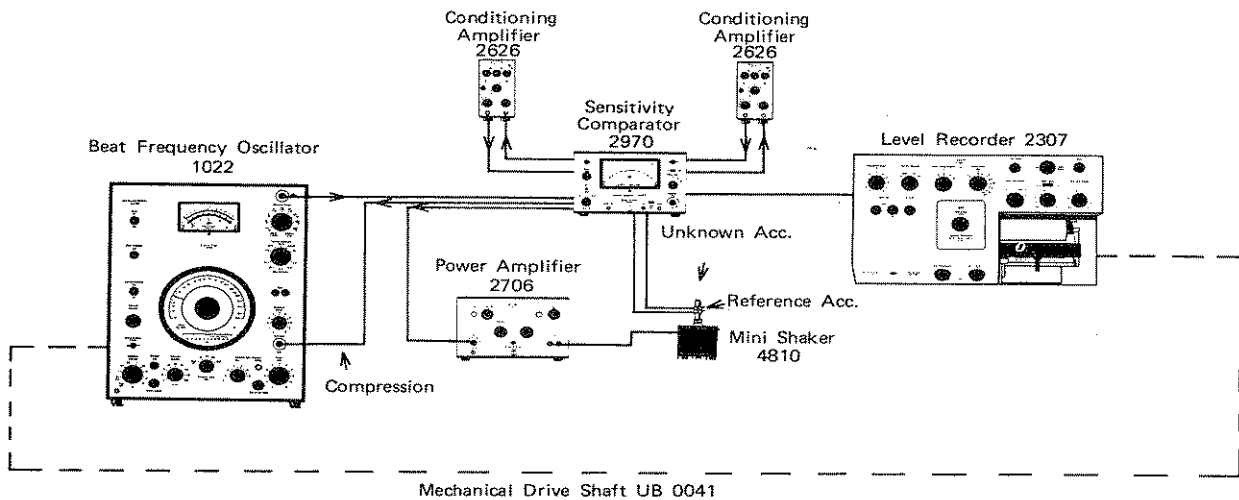 Conditioning
Amplifier
2626
Conditioning
Amplifier
2626
Sensitivity
Comparator
2970
Beat Frequency Oscillator
1022
Level Recorder 2307
Unknown Acc.
Power Amplifier
2706
Reference Acc.
Mini Shaker
4810
Compression
Mechanical Drive Shaft UB 0041